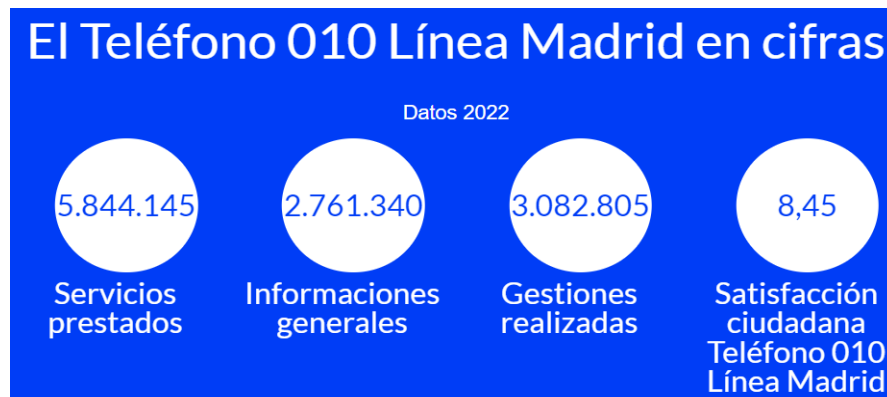 El Teléfono 010 Línea Madrid en cifras
Datos 2022
5.844.145
Servicios
prestados
2.761.340
Informaciones
generales
3.082.805
Gestiones
realizadas
8,45
Satisfacción
ciudadana
Teléfono 010
Línea Madrid